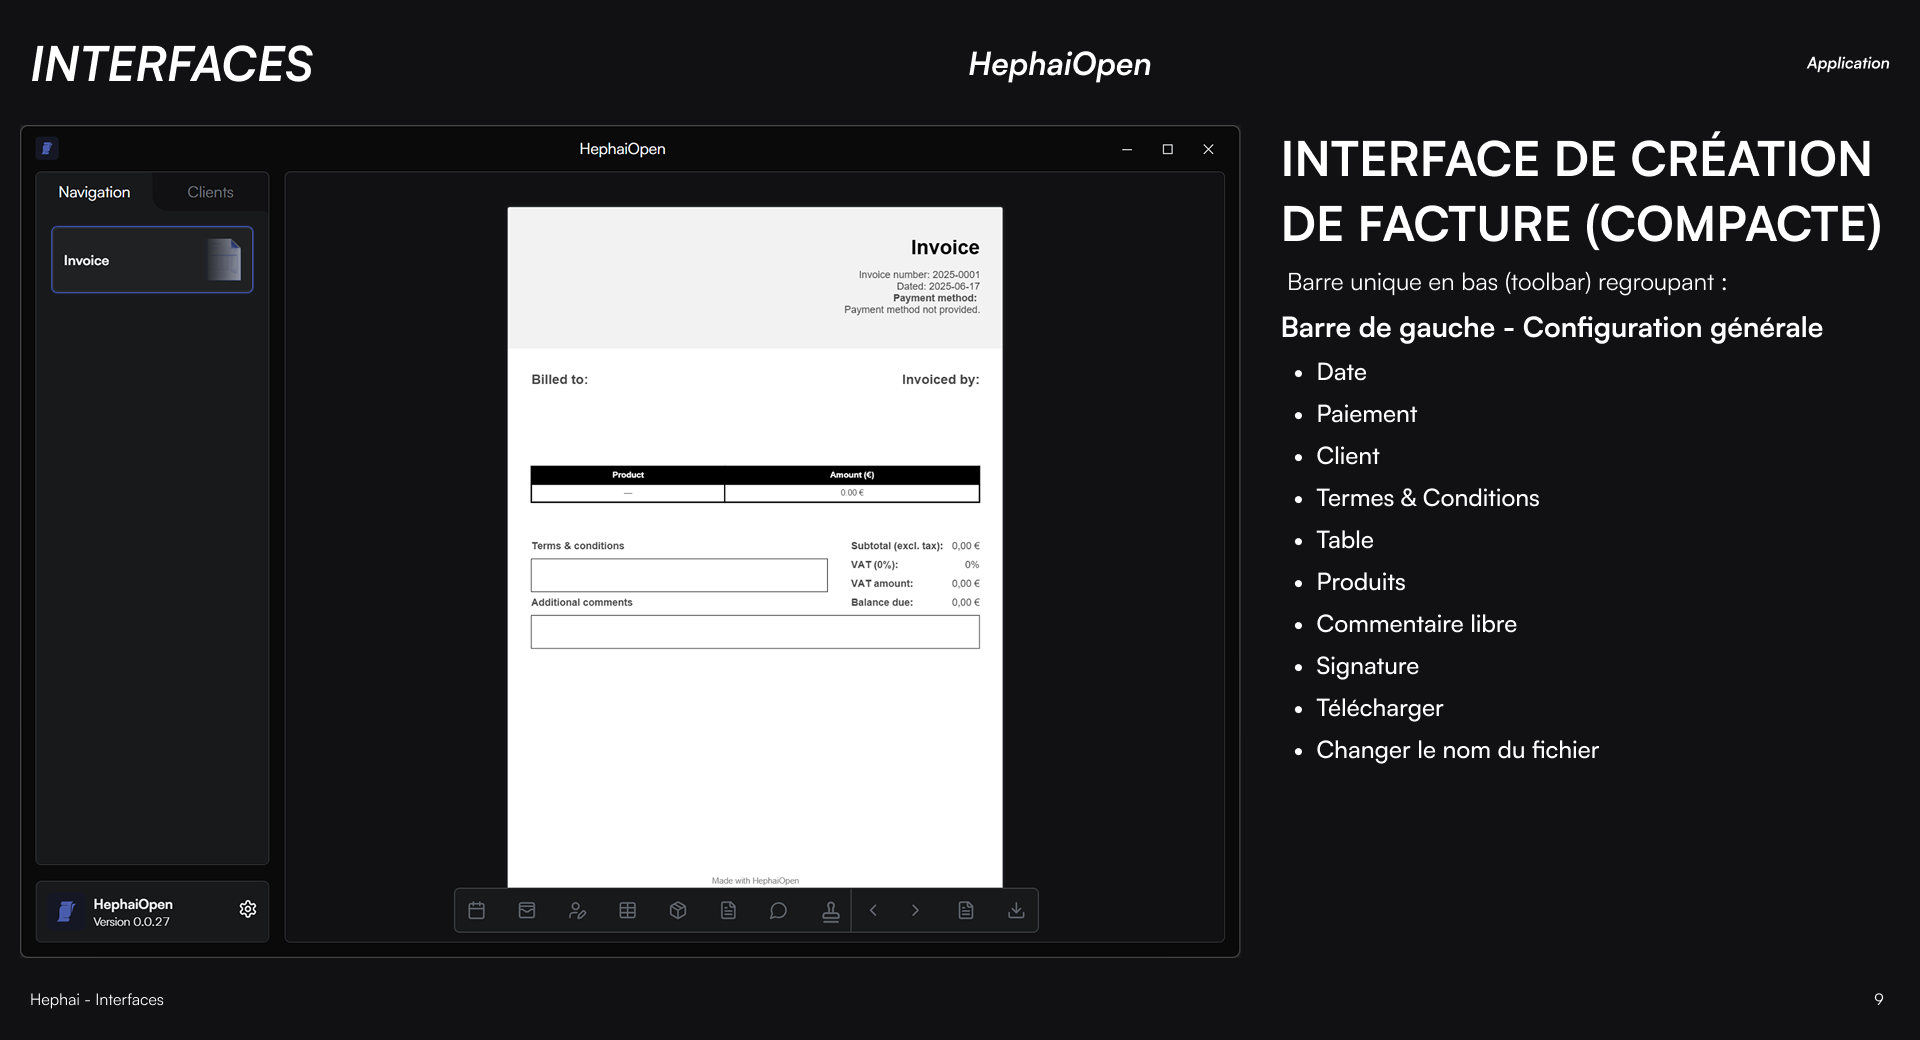 INTERFACES
HephaiOpen
Application
HephaiOpen
Navigation
Clients
Invoice
HephaiOpen
Version 0.0.27
Invoice
Invoice number: 2025-0001
Dated: 2025-06-17
Payment method:
Payment method not provided.
Billed to:
Invoiced by:
Product
Amount (€)
—
0.00 €
Terms & conditions
Subtotal (excl. tax): 0,00 €
VAT (0%): 0%
VAT amount: 0,00 €
Balance due: 0,00 €
Additional comments
Made with HephaiOpen
INTERFACE DE CRÉATION
DE FACTURE (COMPACTE)
Barre unique en bas (toolbar) regroupant :
Barre de gauche - Configuration générale
• Date
• Paiement
• Client
• Termes & Conditions
• Table
• Produits
• Commentaire libre
• Signature
• Télécharger
• Changer le nom du fichier
Hephai - Interfaces
9